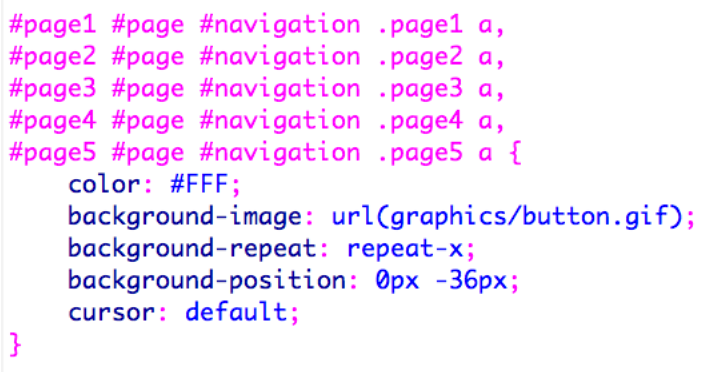 #page1 #page #navigation .page1 a,
#page2 #page #navigation .page2 a,
#page3 #page #navigation .page3 a,
#page4 #page #navigation .page4 a,
#page5 #page #navigation .page5 a {
    color: #FFF;
    background-image: url(graphics/button.gif);
    background-repeat: repeat-x;
    background-position: 0px -36px;
    cursor: default;
}